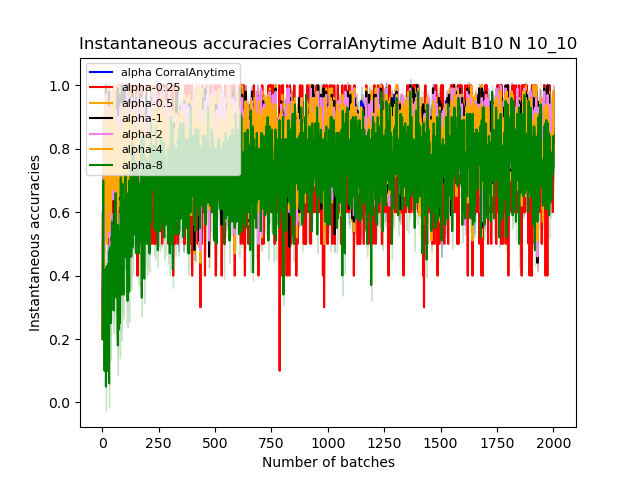 Instantaneous accuracies CorralAnytime Adult B10 N 10_10
alpha CorralAnytime
alpha-0.25
alpha-0.5
alpha-1
alpha-2
alpha-4
alpha-8
1.0
0.8
0.6
0.4
0.2
0.0
Instantaneous accuracies
0 250 500 750 1000 1250 1500 1750 2000
Number of batches